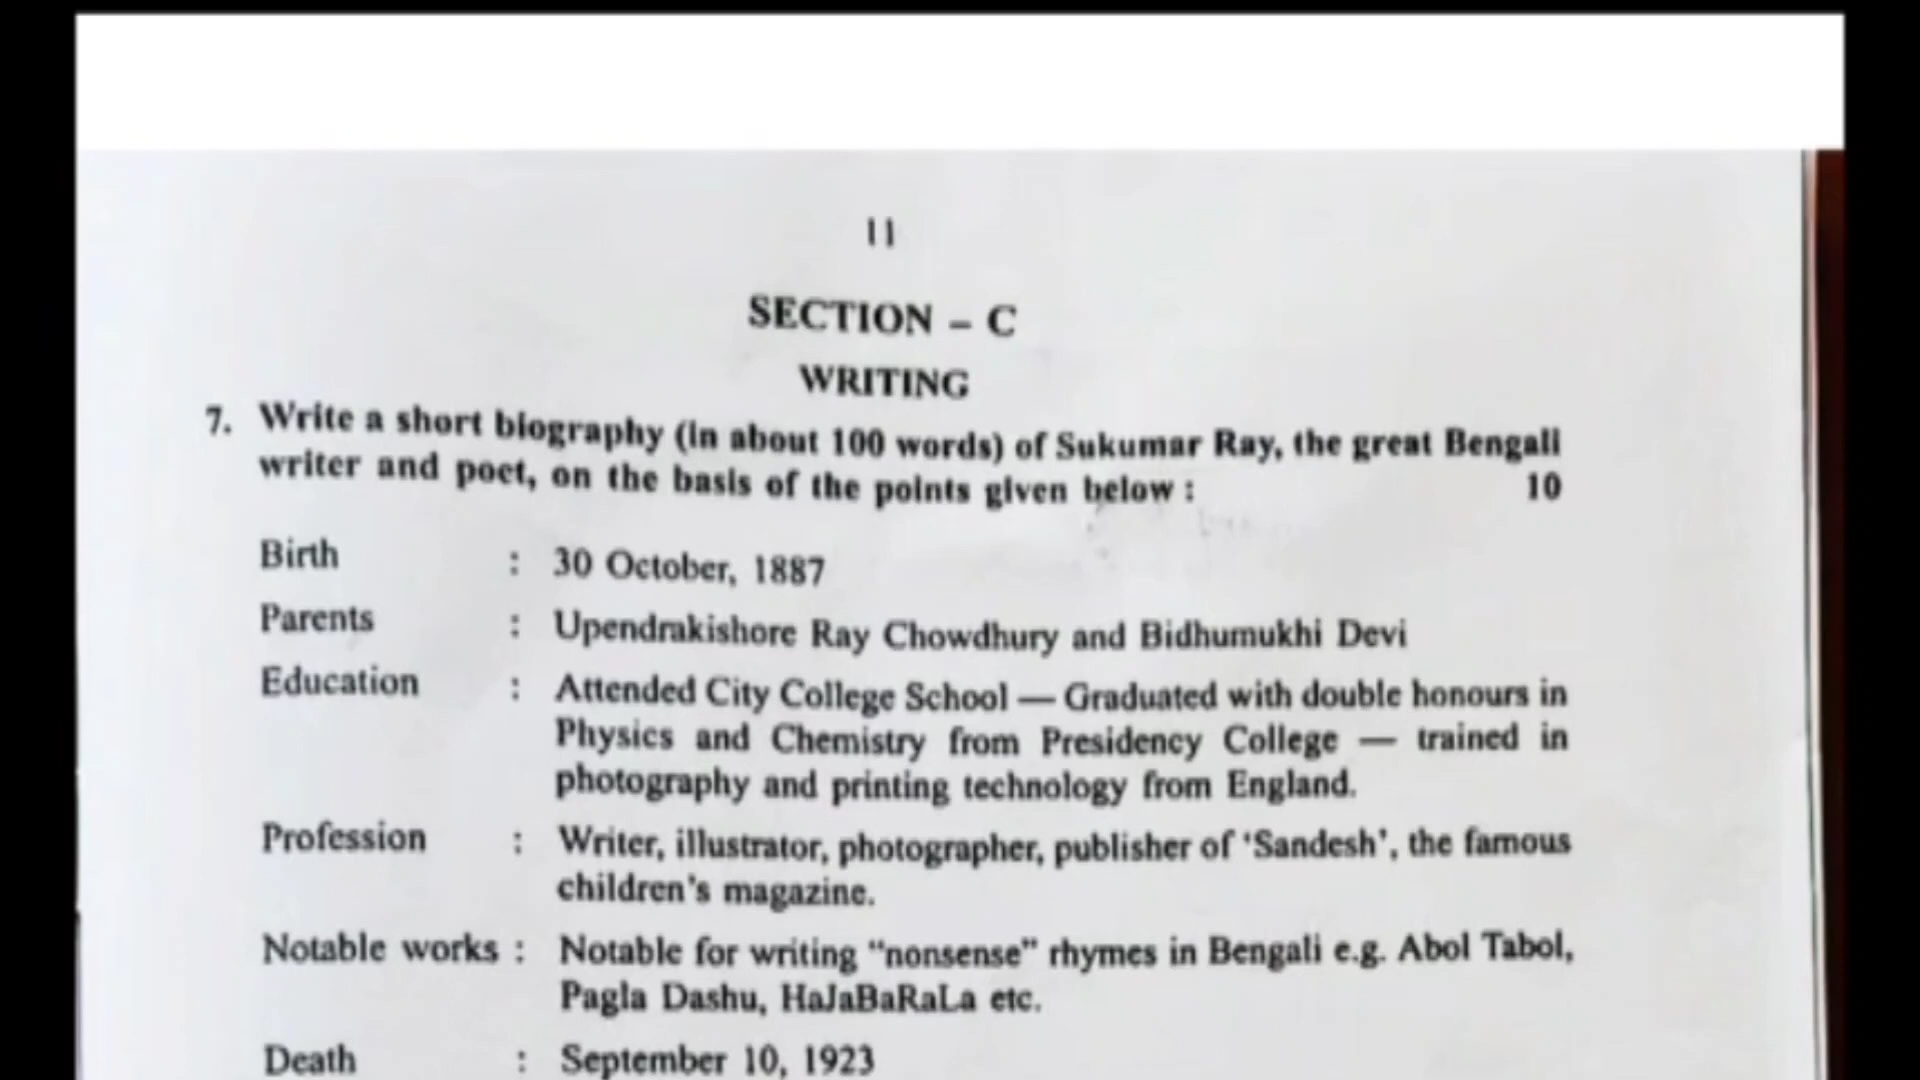 11
SECTION – C
WRITING
7. Write a short biography (in about 100 words) of Sukumar Ray, the great Bengali
writer and poet, on the basis of the points given below : 10
Birth : 30 October, 1887
Parents : Upendrakishore Ray Chowdhury and Bidhumukhi Devi
Education : Attended City College School — Graduated with double honours in
Physics and Chemistry from Presidency College — trained in
photography and printing technology from England.
Profession : Writer, illustrator, photographer, publisher of ‘Sandesh’, the famous
children’s magazine.
Notable works : Notable for writing “nonsense” rhymes in Bengali e.g. Abol Tabol,
Pagla Dashu, HaJaBaRaLa etc.
Death : September 10, 1923